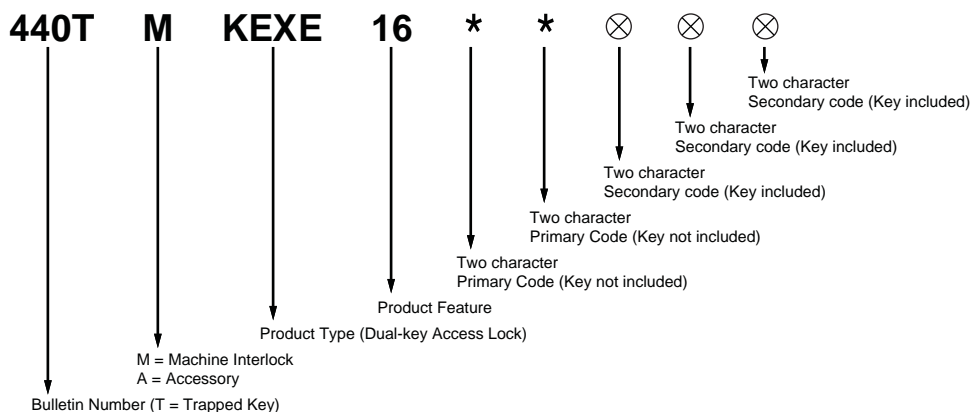 440T M KEXE 16 * * ⊗ ⊗ ⊗
Two character
Secondary code (Key included)
Two character
Secondary code (Key included)
Two character
Secondary code (Key included)
Two character
Primary Code (Key not included)
Two character
Primary Code (Key not included)
Product Feature
Product Type (Dual-key Access Lock)
M = Machine Interlock
A = Accessory
Bulletin Number (T = Trapped Key)